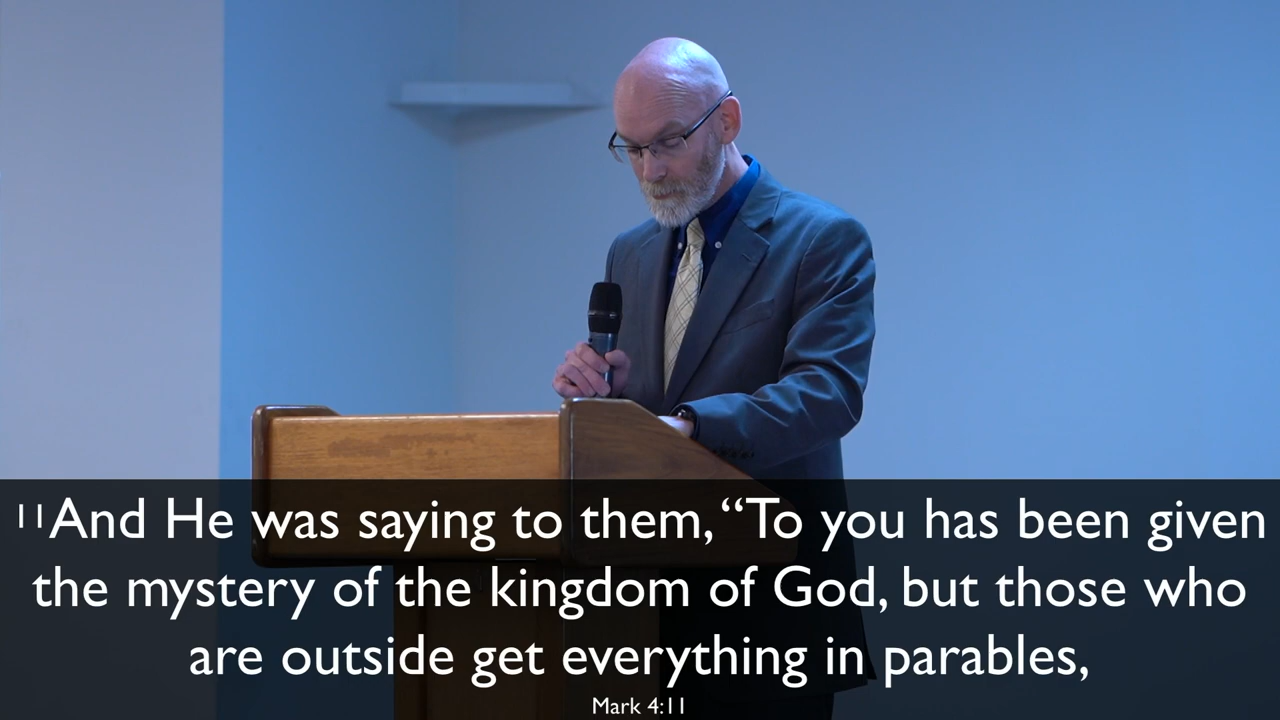 ¹¹And He was saying to them, “To you has been given
the mystery of the kingdom of God, but those who
are outside get everything in parables,
Mark 4:11